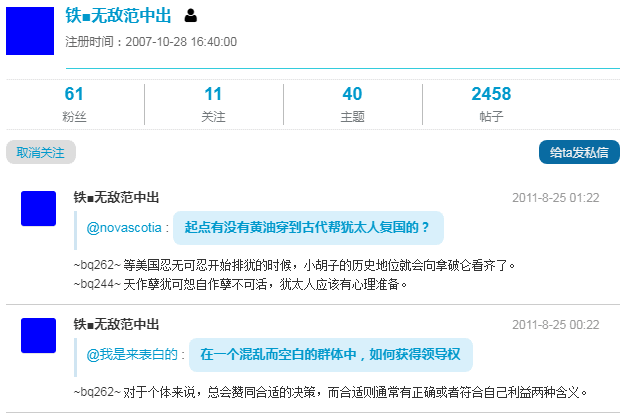 铁■无敌范中出
注册时间：2007-10-28 16:40:00
61 11 40 2458
粉丝 关注 主题 帖子
取消关注 给ta发私信
铁■无敌范中出 2011-8-25 01:22
@novascotia : 起点有没有黄油穿到古代帮犹太人复国的？
~bq262~ 等美国忍无可忍开始排犹的时候，小胡子的历史地位就会向拿破仑看齐了。
~bq244~ 天作孽犹可恕自作孽不可活，犹太人应该有心理准备。
铁■无敌范中出 2011-8-25 00:22
@我是来表白的 : 在一个混乱而空白的群体中，如何获得领导权
~bq262~ 对于个体来说，总会赞同合适的决策，而合适则通常有正确或者符合自己利益两种含义。